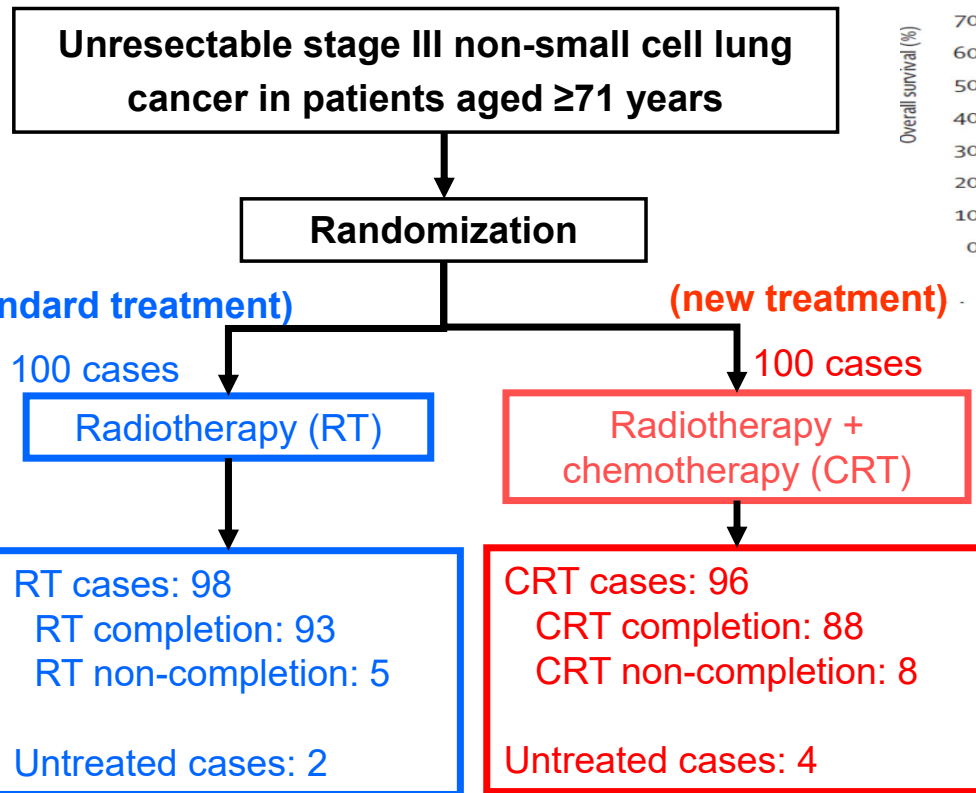 Unresectable stage III non-small cell lung
cancer in patients aged ≥71 years
Randomization
ndard treatment)
(new treatment)
100 cases
100 cases
Radiotherapy (RT)
Radiotherapy +
chemotherapy (CRT)
RT cases: 98
RT completion: 93
RT non-completion: 5
Untreated cases: 2
CRT cases: 96
CRT completion: 88
CRT non-completion: 8
Untreated cases: 4
Overall survival (%)
70
60
50
40
30
20
10
0